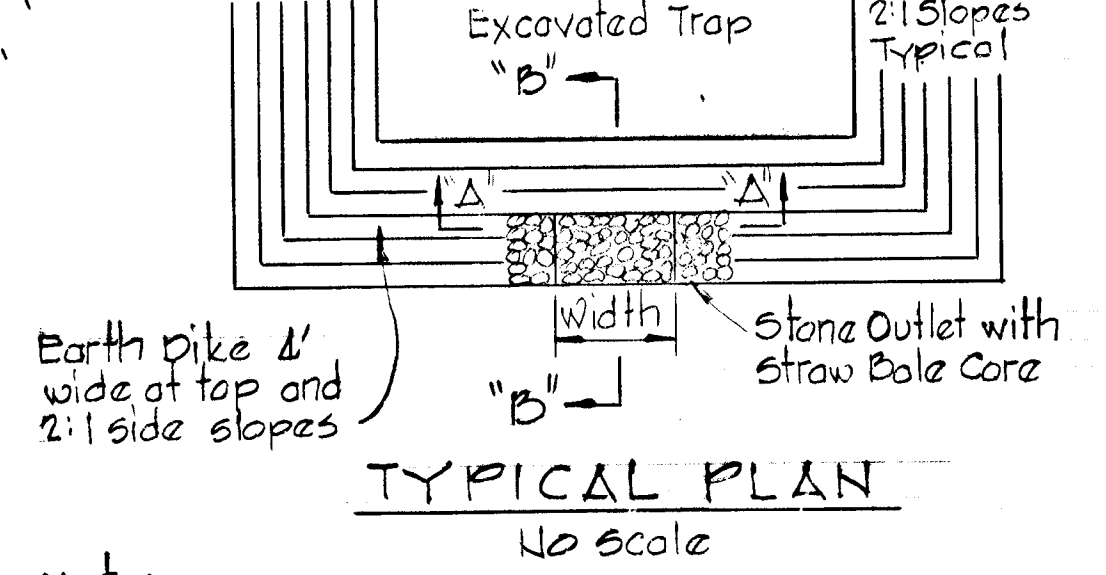 Excavated Trap
2:1 Slopes
Typical
"B"
"A"
"A"
Width
Stone Outlet with
Straw Bale Core
Earth Dike 4'
wide at top and
2:1 side slopes
"B"
TYPICAL PLAN
No Scale